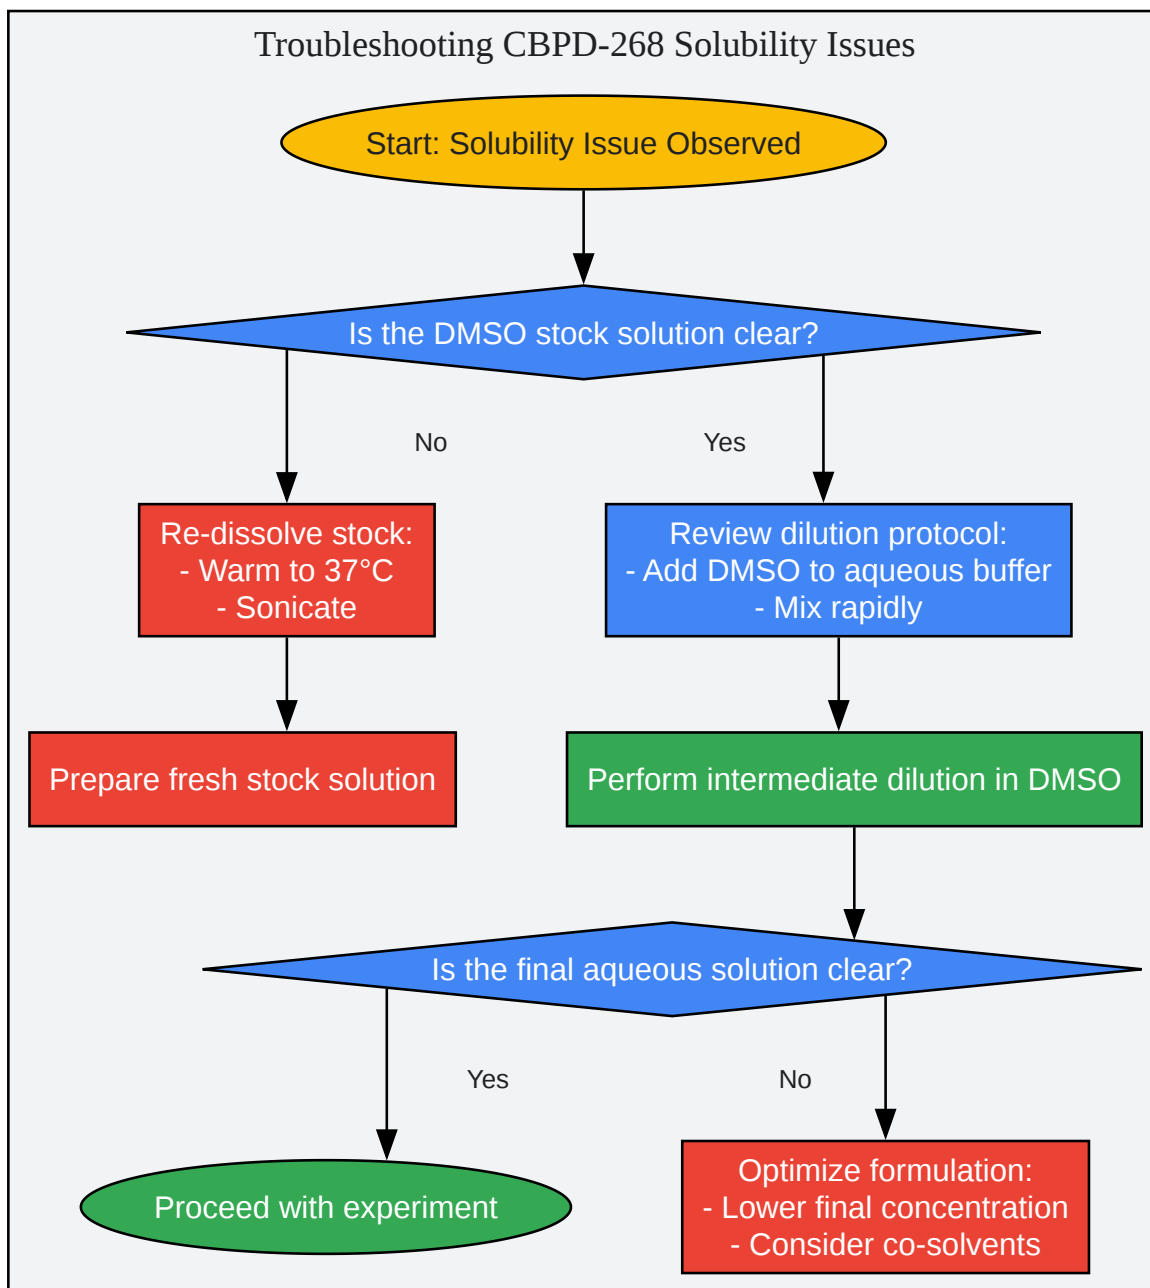 Troubleshooting CBPD-268 Solubility Issues
Start: Solubility Issue Observed
Is the DMSO stock solution clear?
No
Yes
Re-dissolve stock:
- Warm to 37°C
- Sonicate
Review dilution protocol:
- Add DMSO to aqueous buffer
- Mix rapidly
Prepare fresh stock solution
Perform intermediate dilution in DMSO
Is the final aqueous solution clear?
Yes
No
Proceed with experiment
Optimize formulation:
- Lower final concentration
- Consider co-solvents